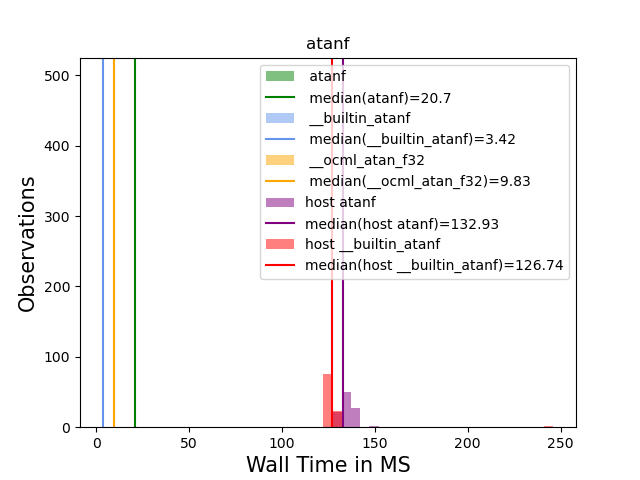 atanf
500
400
300
200
100
0
Observations
atanf
median(atanf)=20.7
__builtin_atanf
median(__builtin_atanf)=3.42
__ocml_atan_f32
median(__ocml_atan_f32)=9.83
host atanf
median(host atanf)=132.93
host __builtin_atanf
median(host __builtin_atanf)=126.74
0 50 100 150 200 250
Wall Time in MS